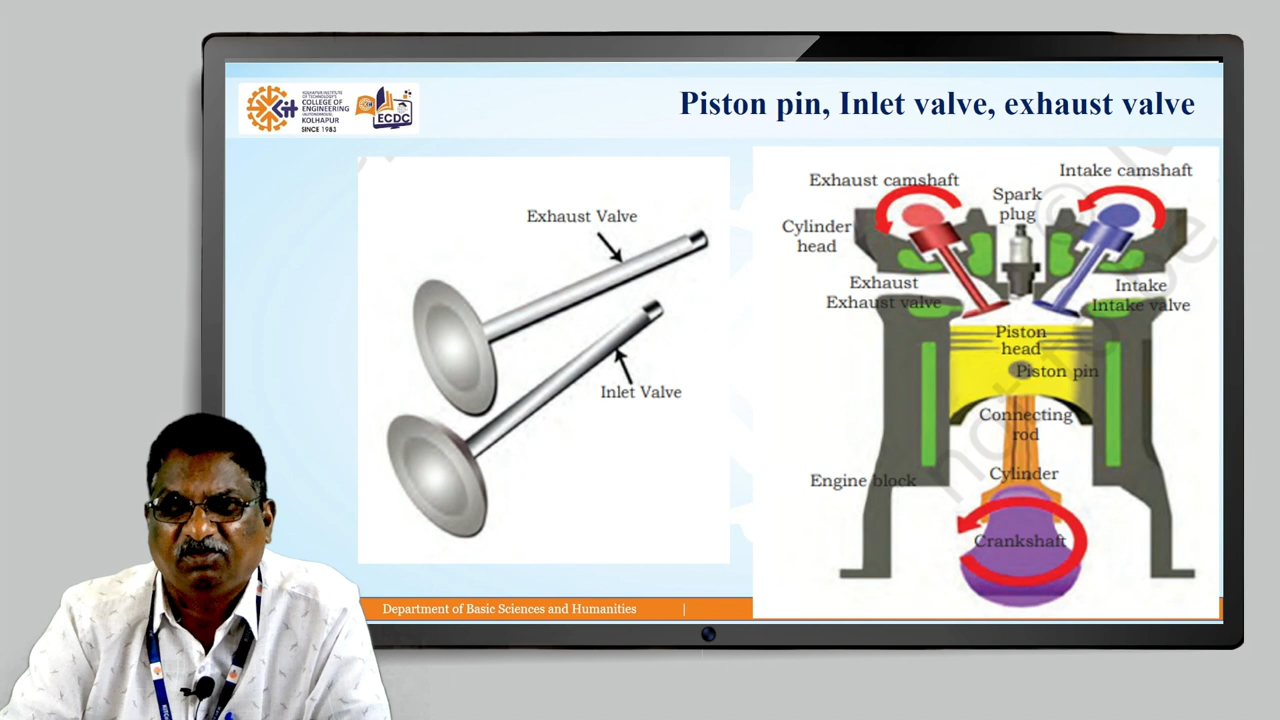 KOLHAPUR INSTITUTE
OF TECHNOLOGY'S
COLLEGE OF
ENGINEERING
(AUTONOMOUS),
KOLHAPUR
SINCE 1983
ECDC
Piston pin, Inlet valve, exhaust valve
Exhaust Valve
Inlet Valve
Exhaust camshaft
Intake camshaft
Spark
plug
Cylinder
head
Exhaust
Exhaust valve
Intake
Intake valve
Piston
head
Piston pin
Connecting
rod
Cylinder
Engine block
Crankshaft
Department of Basic Sciences and Humanities |